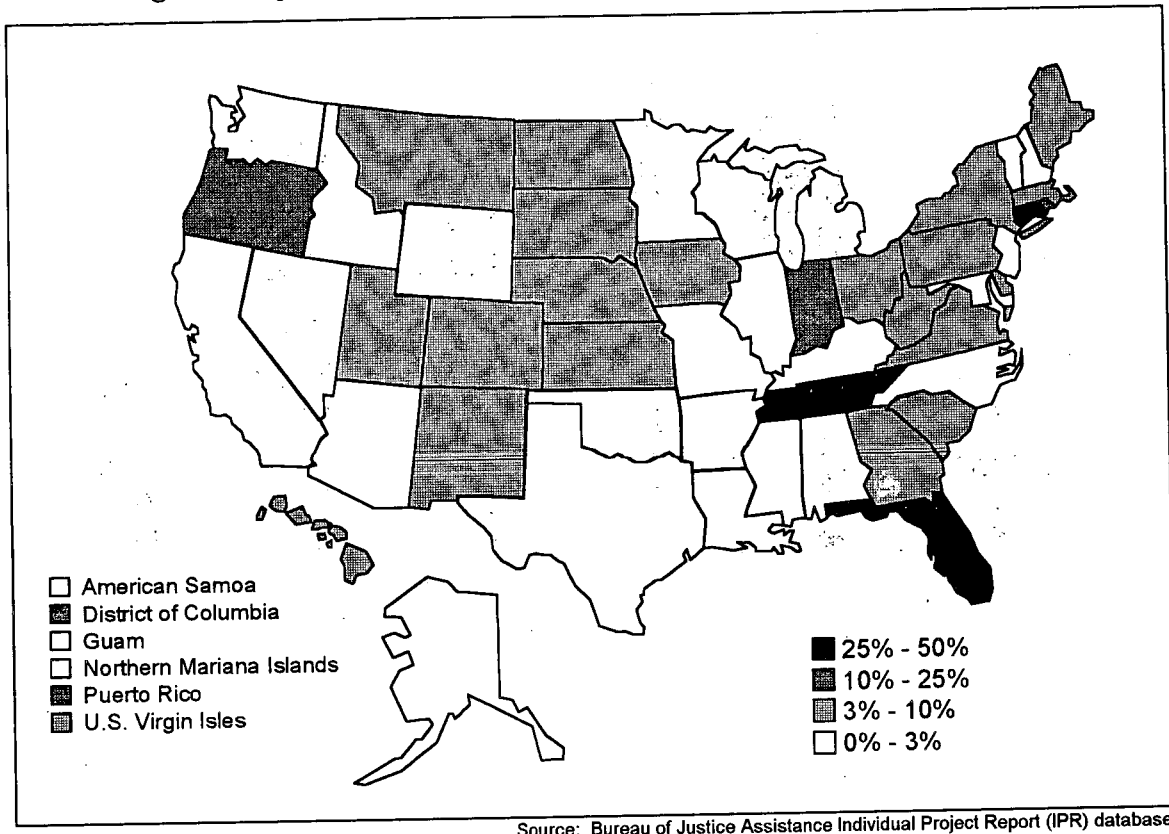 American Samoa
District of Columbia
Guam
Northern Mariana Islands
Puerto Rico
U.S. Virgin Isles
25% - 50%
10% - 25%
3% - 10%
0% - 3%
Source: Bureau of Justice Assistance Individual Project Report (IPR) database